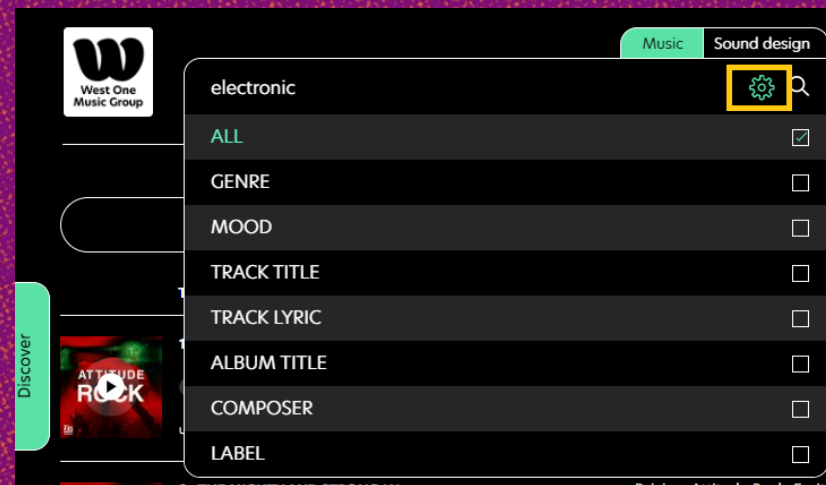 Music
Sound design
West One
Music Group
electronic
ALL
GENRE
MOOD
TRACK TITLE
TRACK LYRIC
ALBUM TITLE
COMPOSER
LABEL
Discover
ATTITUDE
ROCK